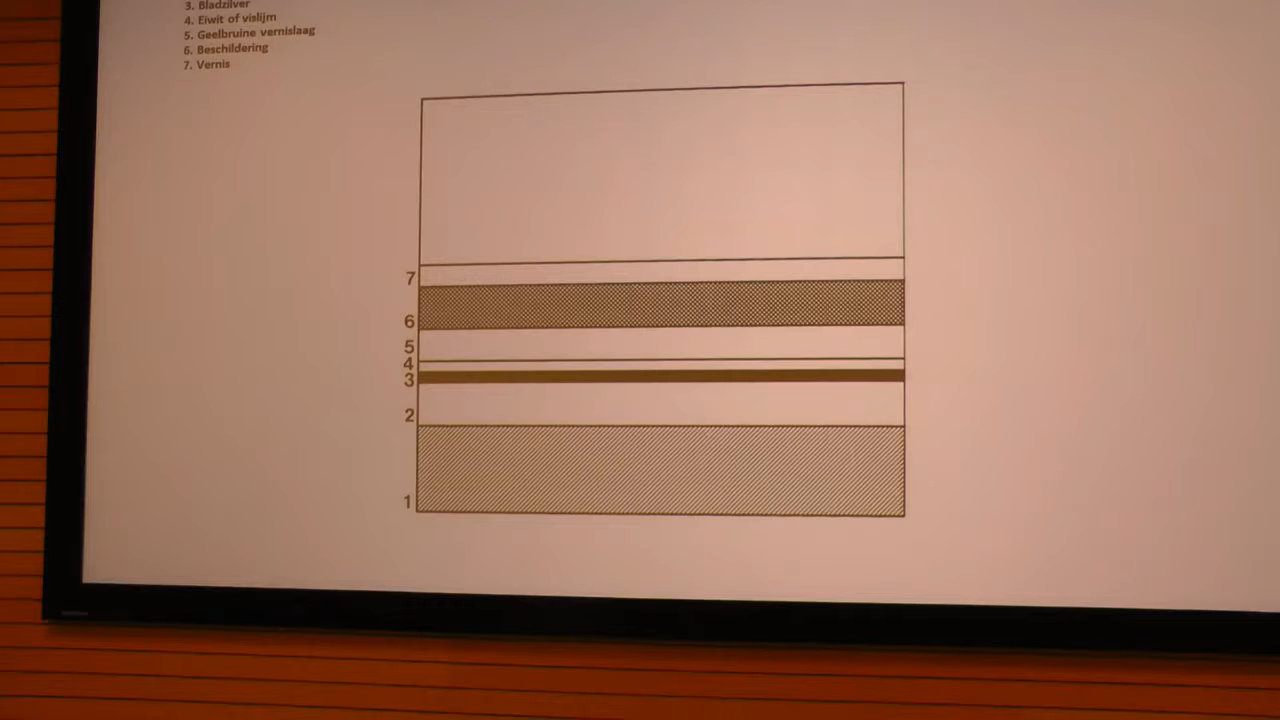 3. Bladzilver
4. Eiwit of vislijm
5. Geelbruine vernislaag
6. Beschildering
7. Vernis
7
6
5
4
3
2
1